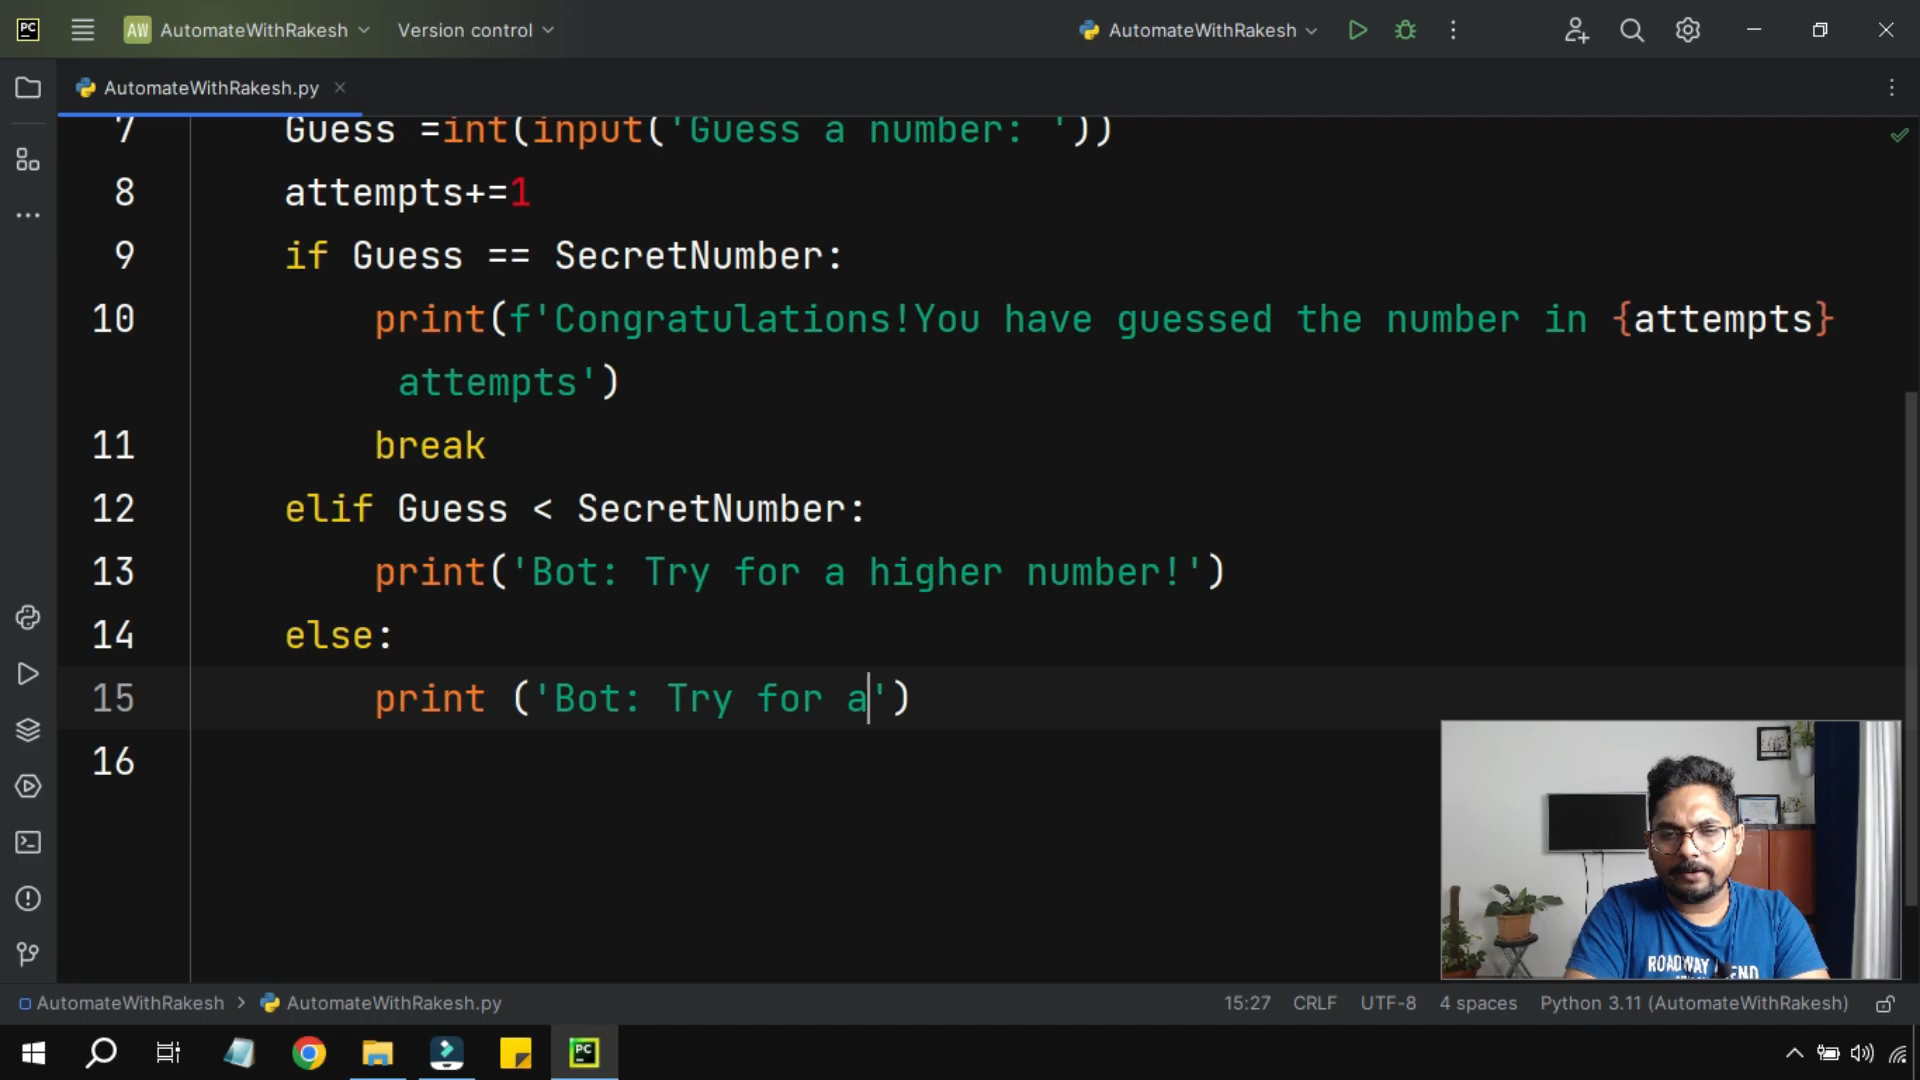 PC
AW AutomateWithRakesh Version control AutomateWithRakesh
AutomateWithRakesh.py
7 Guess =int(input('Guess a number: '))
8 attempts+=1
9 if Guess == SecretNumber:
10 print(f'Congratulations!You have guessed the number in {attempts}
attempts')
11 break
12 elif Guess < SecretNumber:
13 print('Bot: Try for a higher number!')
14 else:
15 print ('Bot: Try for a')
16
AutomateWithRakesh > AutomateWithRakesh.py 15:27 CRLF UTF-8 4 spaces Python 3.11 (AutomateWithRakesh)
PC